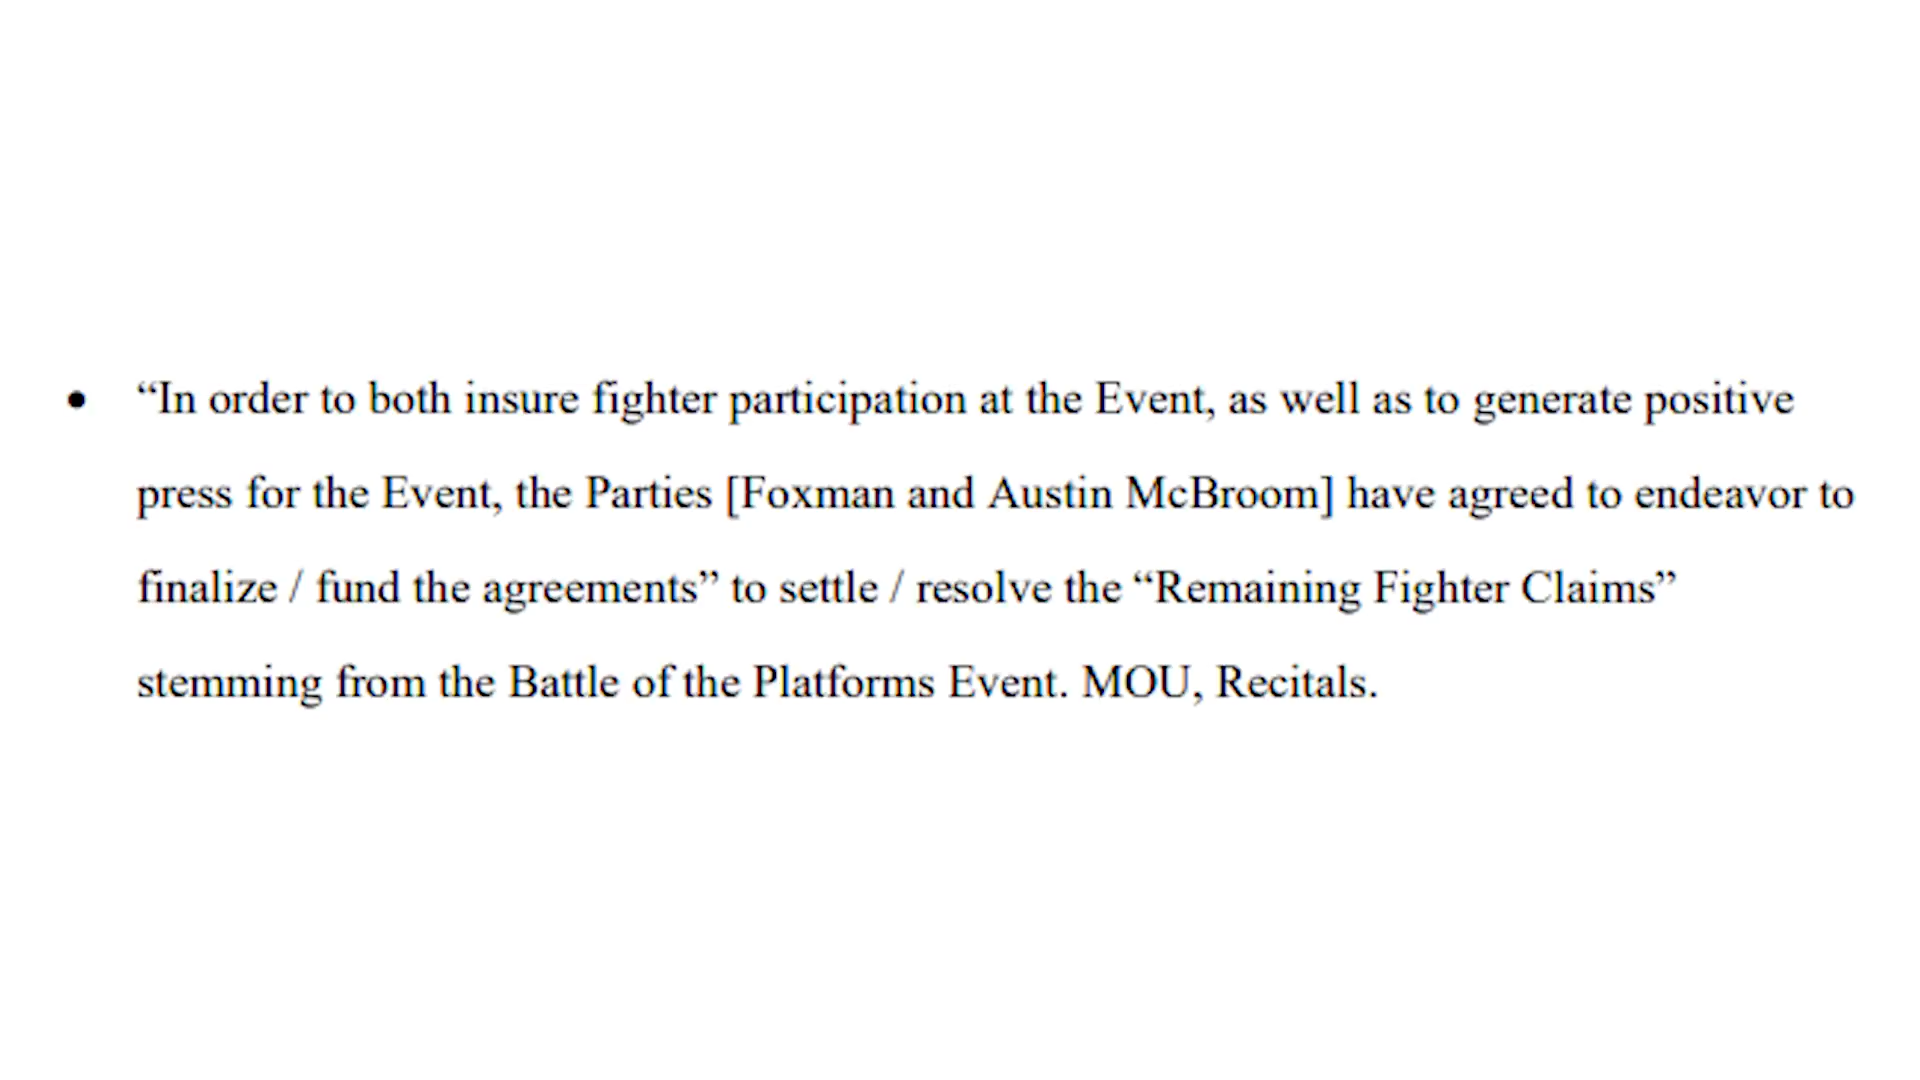 • “In order to both insure fighter participation at the Event, as well as to generate positive
press for the Event, the Parties [Foxman and Austin McBroom] have agreed to endeavor to
finalize / fund the agreements” to settle / resolve the “Remaining Fighter Claims”
stemming from the Battle of the Platforms Event. MOU, Recitals.